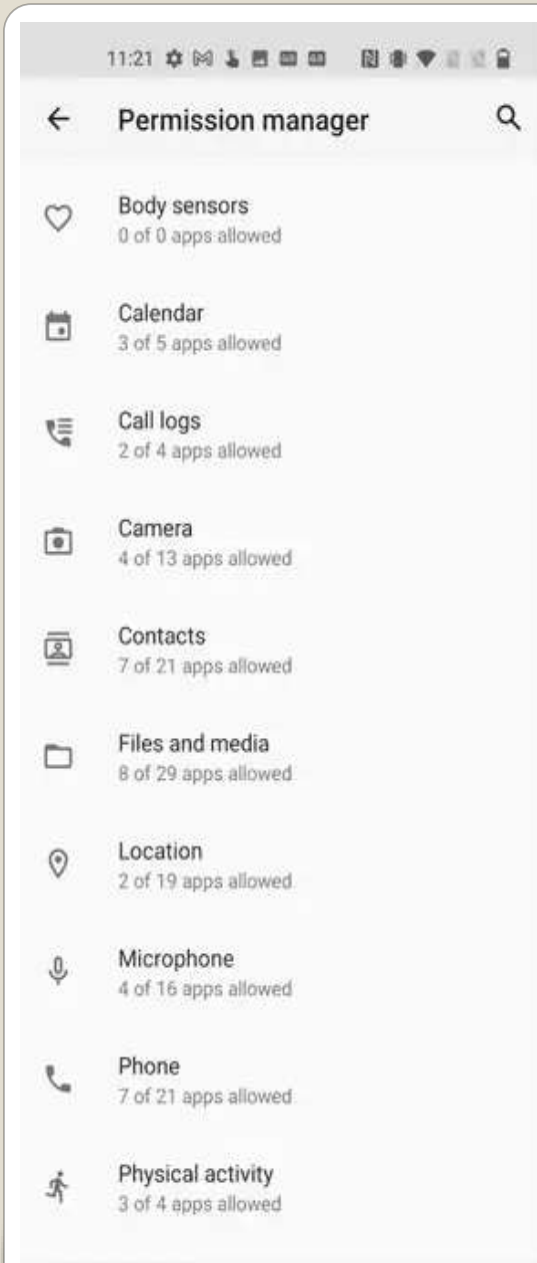 11:21
Permission manager
Body sensors
0 of 0 apps allowed
Calendar
3 of 5 apps allowed
Call logs
2 of 4 apps allowed
Camera
4 of 13 apps allowed
Contacts
7 of 21 apps allowed
Files and media
8 of 29 apps allowed
Location
2 of 19 apps allowed
Microphone
4 of 16 apps allowed
Phone
7 of 21 apps allowed
Physical activity
3 of 4 apps allowed